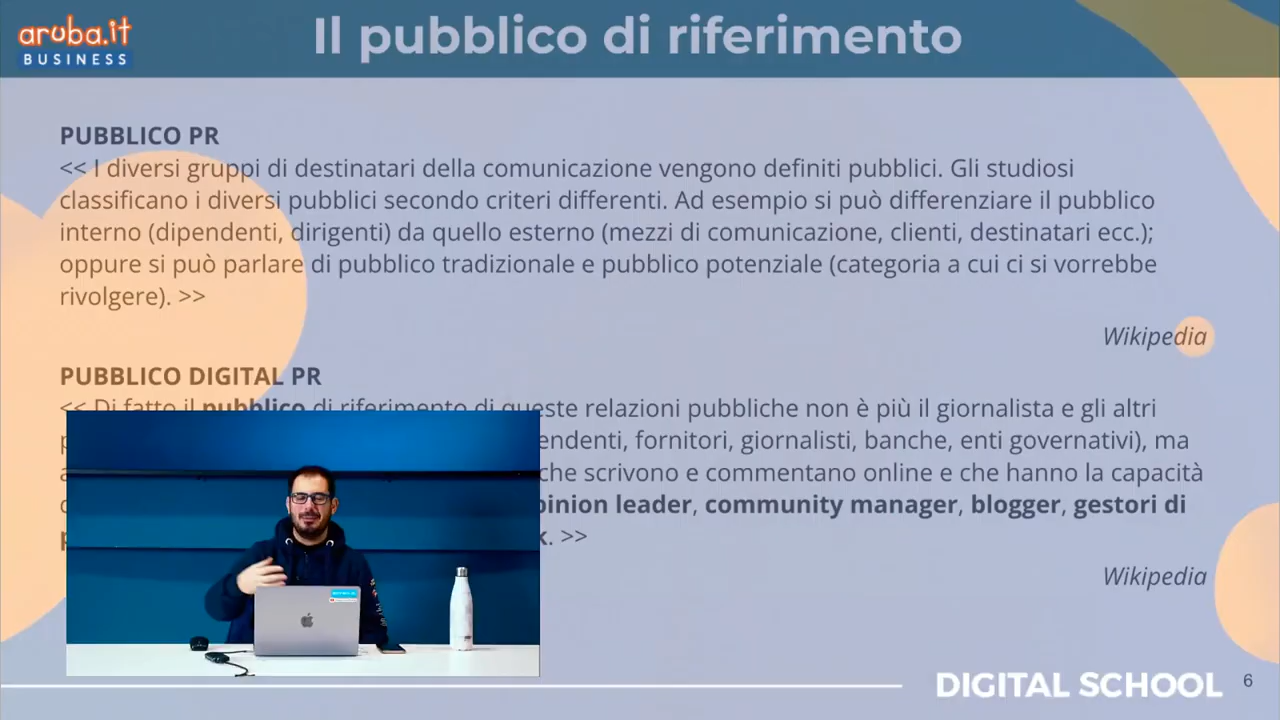 aruba.it
BUSINESS
Il pubblico di riferimento
PUBBLICO PR
<< I diversi gruppi di destinatari della comunicazione vengono definiti pubblici. Gli studiosi
classificano i diversi pubblici secondo criteri differenti. Ad esempio si può differenziare il pubblico
interno (dipendenti, dirigenti) da quello esterno (mezzi di comunicazione, clienti, destinatari ecc.);
oppure si può parlare di pubblico tradizionale e pubblico potenziale (categoria a cui ci si vorrebbe
rivolgere). >>
Wikipedia
PUBBLICO DIGITAL PR
<< Di fatto il pubblico di riferimento di queste relazioni pubbliche non è più il giornalista e gli altri
fornitori, giornalisti, banche, enti governativi), ma
che scrivono e commentano online e che hanno la capacità
leader, community manager, blogger, gestori di
>>
Wikipedia
DIGITAL SCHOOL
6